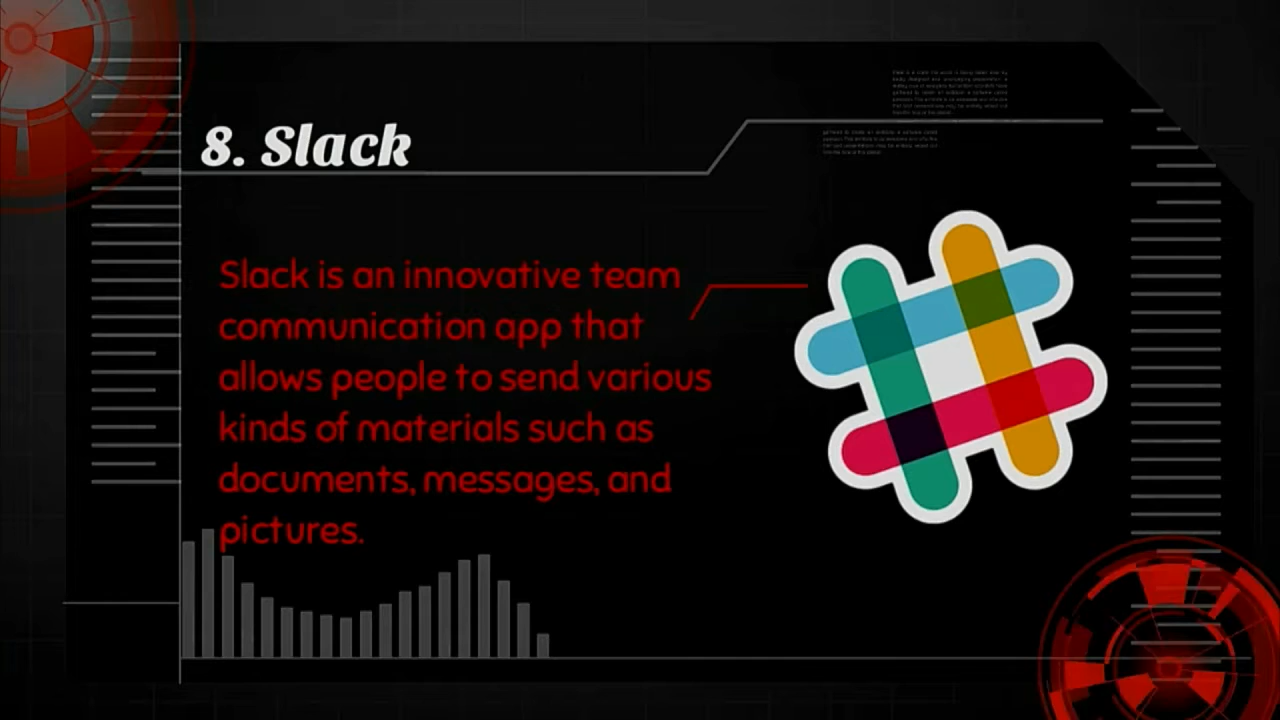 8. Slack
Slack is an innovative team
communication app that
allows people to send various
kinds of materials such as
documents, messages, and
pictures.